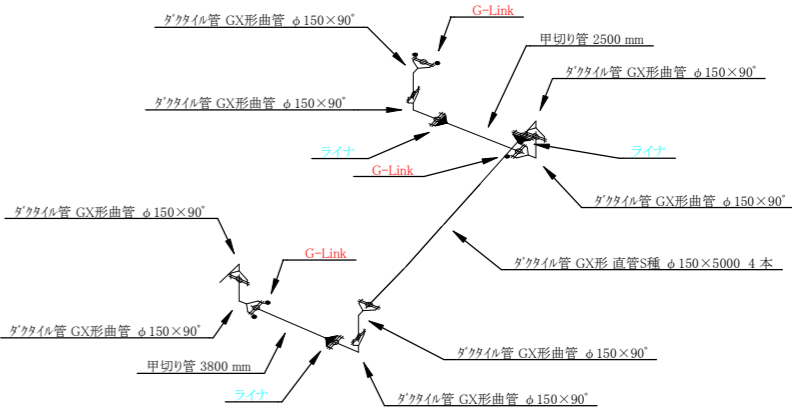 G-Link
ダクタイル管 GX形曲管 φ150×90°
甲切り管 2500 mm
ダクタイル管 GX形曲管 φ150×90°
ダクタイル管 GX形曲管 φ150×90°
ライナ
ライナ
G-Link
ダクタイル管 GX形曲管 φ150×90°
ダクタイル管 GX形曲管 φ150×90°
G-Link
ダクタイル管 GX形 直管S種 φ150×5000 4 本
ダクタイル管 GX形曲管 φ150×90°
ダクタイル管 GX形曲管 φ150×90°
甲切り管 3800 mm
ライナ
ダクタイル管 GX形曲管 φ150×90°